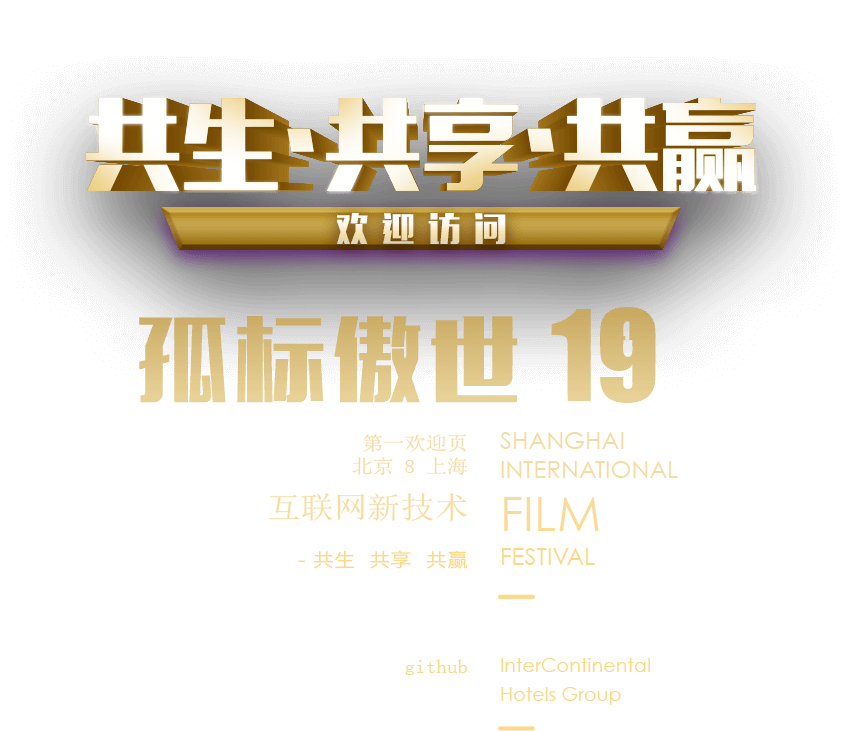 共生·共享·共赢
欢迎访问
孤标傲世 19
第一欢迎页
北京 8 上海
互联网新技术
- 共生 共享 共赢
SHANGHAI
INTERNATIONAL
FILM
FESTIVAL
github
InterContinental
Hotels Group